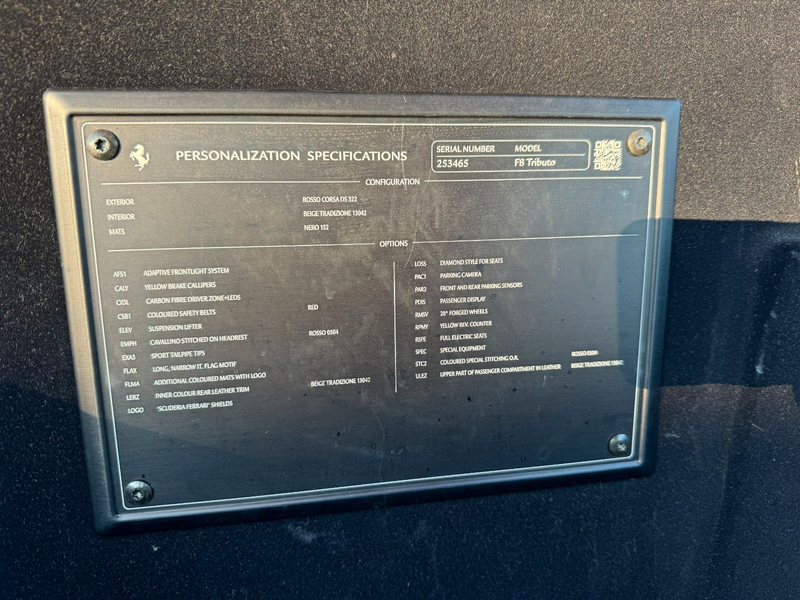 PERSONALIZATION SPECIFICATIONS
SERIAL NUMBER MODEL
253465 F8 Tributo
CONFIGURATION
EXTERIOR ROSSO CORSA DS 322
INTERIOR BEIGE TRADIZIONE 13042
MATS NERO 152
OPTIONS
AFS1 ADAPTIVE FRONTLIGHT SYSTEM
CALY YELLOW BRAKE CALLIPERS
CIDL CARBON FIBRE DRIVER ZONE+LEDS
CSB1 COLOURED SAFETY BELTS RED
ELEV SUSPENSION LIFTER
EMPH CAVALLINO STITCHED ON HEADREST ROSSO 0504
EXA3 SPORT TAILPIPE TIPS
FLAX LONG, NARROW IT. FLAG MOTIF
FLMA ADDITIONAL COLOURED MATS WITH LOGO
LERZ INNER COLOUR REAR LEATHER TRIM BEIGE TRADIZIONE 13042
LOGO 'SCUDERIA FERRARI' SHIELDS
LOSS DIAMOND STYLE FOR SEATS
PAC1 PARKING CAMERA
PAR2 FRONT AND REAR PARKING SENSORS
PDIS PASSENGER DISPLAY
RMSV 20" FORGED WHEELS
RPMY YELLOW REV. COUNTER
RSFE FULL ELECTRIC SEATS
SPEC SPECIAL EQUIPMENT
STC2 COLOURED SPECIAL STITCHING O.R. ROSSO 0504
ULEZ UPPER PART OF PASSENGER COMPARTMENT IN LEATHER BEIGE TRADIZIONE 13042